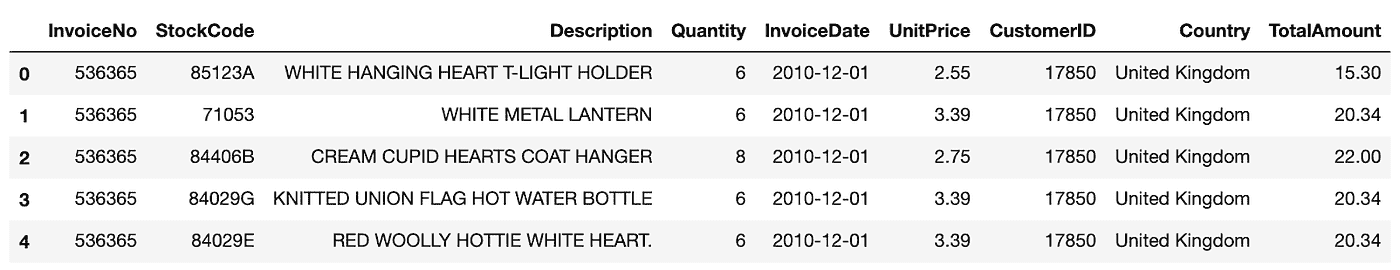 InvoiceNo StockCode Description Quantity InvoiceDate UnitPrice CustomerID Country TotalAmount
0 536365 85123A WHITE HANGING HEART T-LIGHT HOLDER 6 2010-12-01 2.55 17850 United Kingdom 15.30
1 536365 71053 WHITE METAL LANTERN 6 2010-12-01 3.39 17850 United Kingdom 20.34
2 536365 84406B CREAM CUPID HEARTS COAT HANGER 8 2010-12-01 2.75 17850 United Kingdom 22.00
3 536365 84029G KNITTED UNION FLAG HOT WATER BOTTLE 6 2010-12-01 3.39 17850 United Kingdom 20.34
4 536365 84029E RED WOOLLY HOTTIE WHITE HEART. 6 2010-12-01 3.39 17850 United Kingdom 20.34